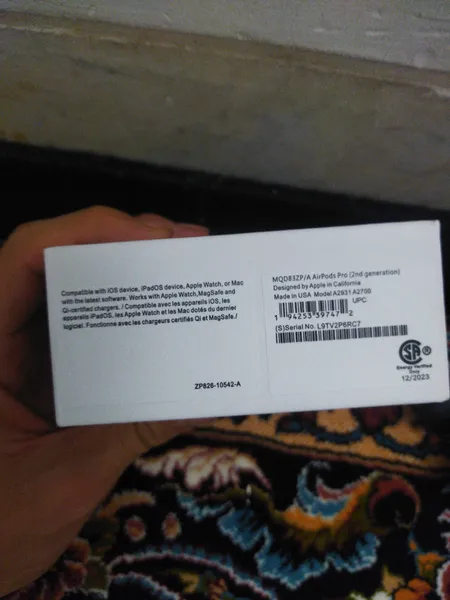 Compatible with iOS device, iPadOS device, Apple Watch, or Mac
with the latest software. Works with Apple Watch,MagSafe and
Qi-certified chargers. / Compatible avec les appareils iOS, les
appareils iPadOS, les Apple Watch et les Mac dotés du dernier
logiciel. Fonctionne avec les chargeurs certifiés Qi et MagSafe./
ZP826-10542-A
MQD83ZP/A AirPods Pro (2nd generation)
Designed by Apple in California
Made in USA Model A2931 A2700
UPC
1 94253 39747 2
(S)Serial No. L9TV2P6RC7
SA
Energy Verified
12/2023